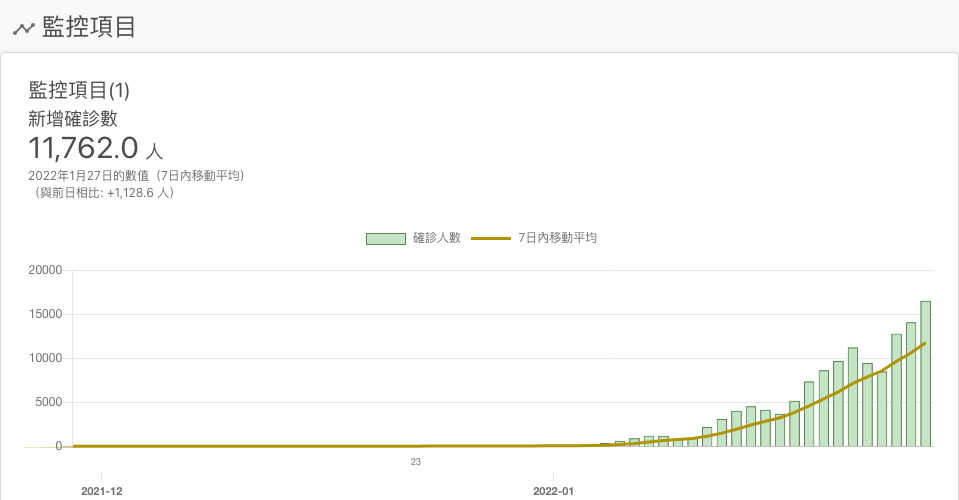 監控項目
監控項目(1)
新增確診數
11,762.0 人
2022年1月27日的數值（7日內移動平均）
（與前日相比: +1,128.6 人）
確診人數 7日內移動平均
20000
15000
10000
5000
0
23
2021-12 2022-01